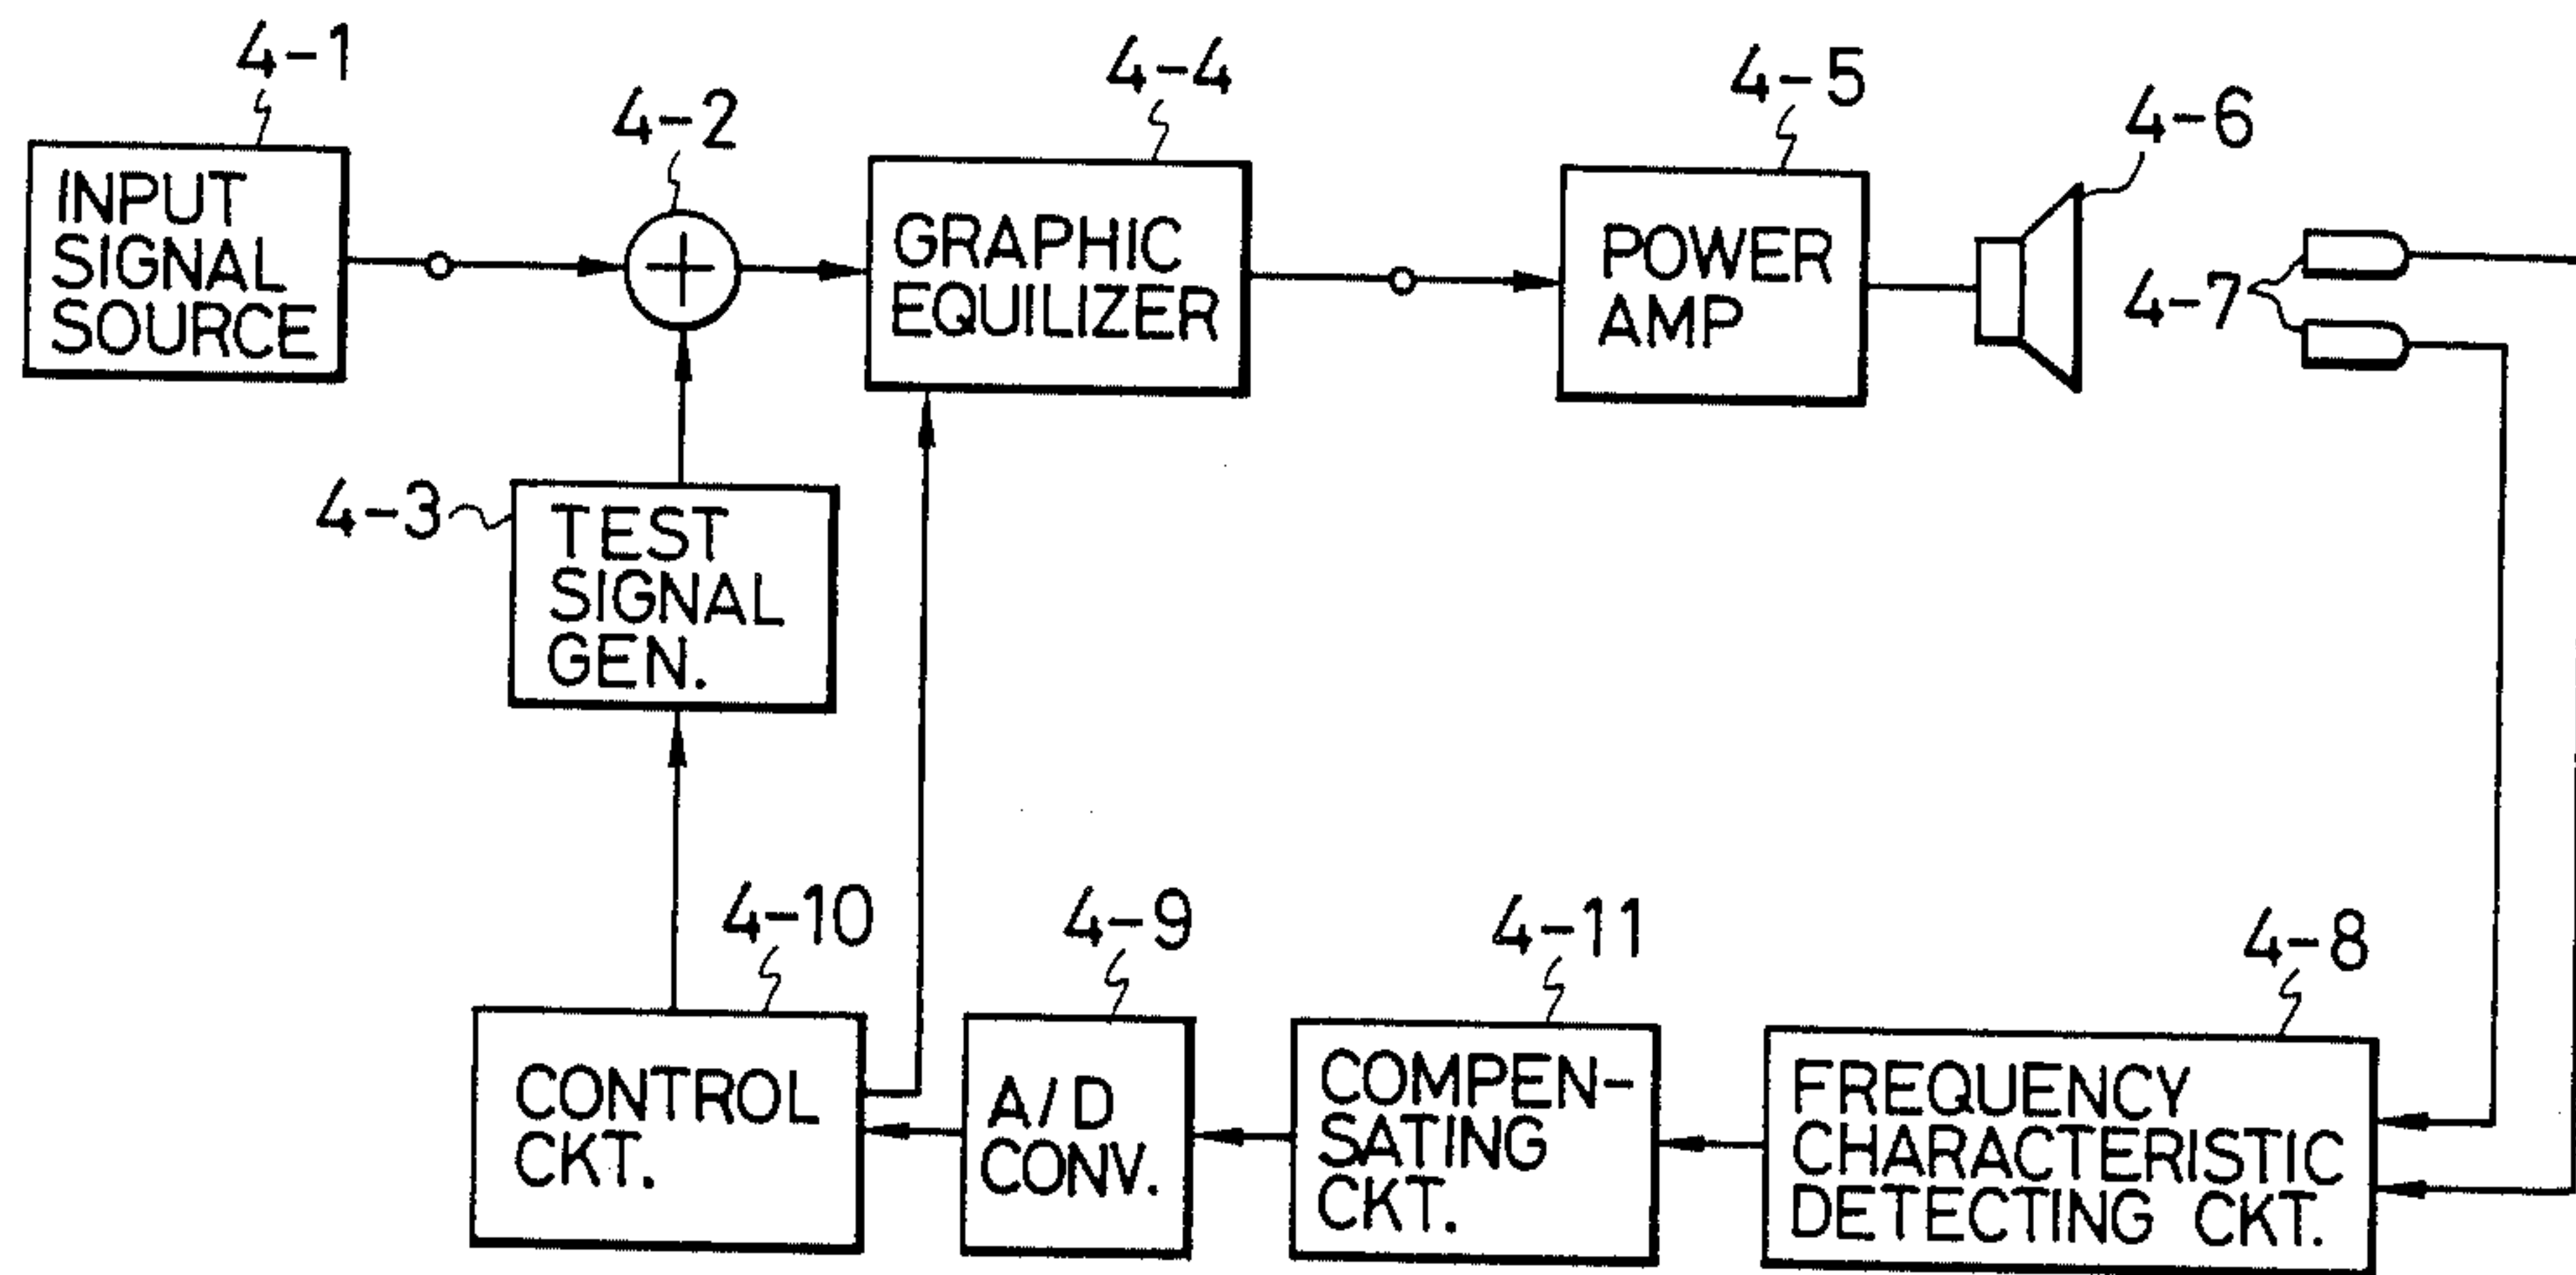 4-1
INPUT
SIGNAL
SOURCE
4-2
4-3
TEST
SIGNAL
GEN.
4-4
GRAPHIC
EQUILIZER
4-5
POWER
AMP
4-6
4-7
4-10
CONTROL
CKT.
4-9
A/D
CONV.
4-11
COMPEN-
SATING
CKT.
4-8
FREQUENCY
CHARACTERISTIC
DETECTING CKT.